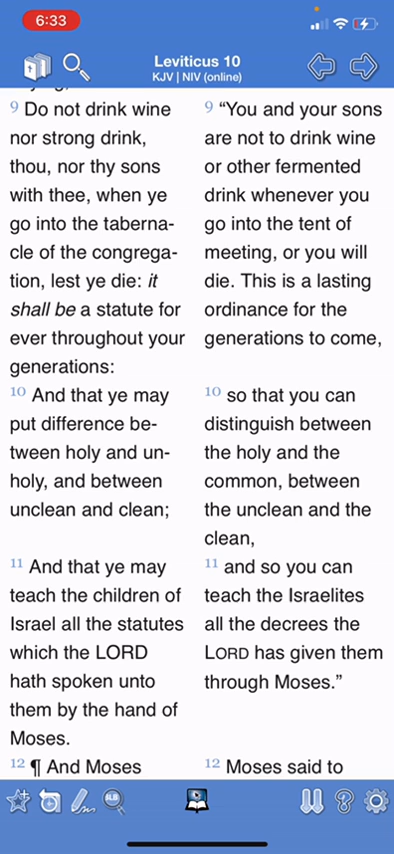 6:33
Leviticus 10
KJV | NIV (online)
9 Do not drink wine
nor strong drink,
thou, nor thy sons
with thee, when ye
go into the taberna-
cle of the congrega-
tion, lest ye die: it
shall be a statute for
ever throughout your
generations:
10 And that ye may
put difference be-
tween holy and un-
holy, and between
unclean and clean;
11 And that ye may
teach the children of
Israel all the statutes
which the LORD
hath spoken unto
them by the hand of
Moses.
12 ¶ And Moses
9 “You and your sons
are not to drink wine
or other fermented
drink whenever you
go into the tent of
meeting, or you will
die. This is a lasting
ordinance for the
generations to come,
10 so that you can
distinguish between
the holy and the
common, between
the unclean and the
clean,
11 and so you can
teach the Israelites
all the decrees the
LORD has given them
through Moses.”
12 Moses said to